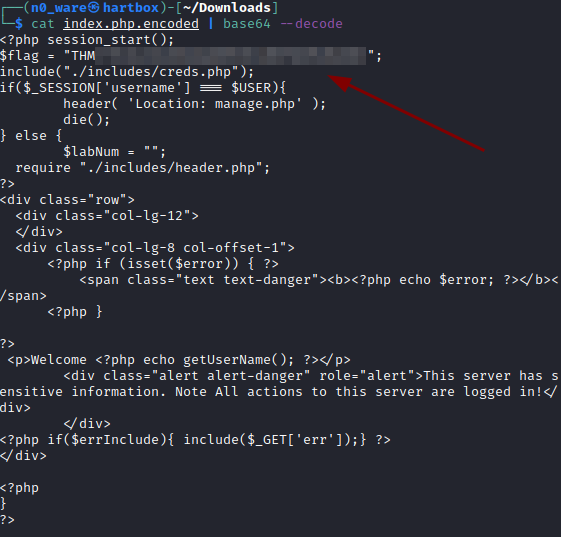 ┌──(n0_ware㉿hartbox)-[~/Downloads]
└─$ cat index.php.encoded | base64 --decode
<?php session_start();
$flag = "THM ";
include("./includes/creds.php");
if($_SESSION['username'] === $USER){
        header( 'Location: manage.php' );
        die();
} else {
        $labNum = "";
  require "./includes/header.php";
?>
<div class="row">
  <div class="col-lg-12">
  </div>
  <div class="col-lg-8 col-offset-1">
      <?php if (isset($error)) { ?>
          <span class="text text-danger"><b><?php echo $error; ?></b><
/span>
      <?php }

?>
 <p>Welcome <?php echo getUserName(); ?></p>
        <div class="alert alert-danger" role="alert">This server has s
ensitive information. Note All actions to this server are logged in!</
div>
        </div>
<?php if($errInclude){ include($_GET['err']);} ?>
</div>

<?php
}
?>